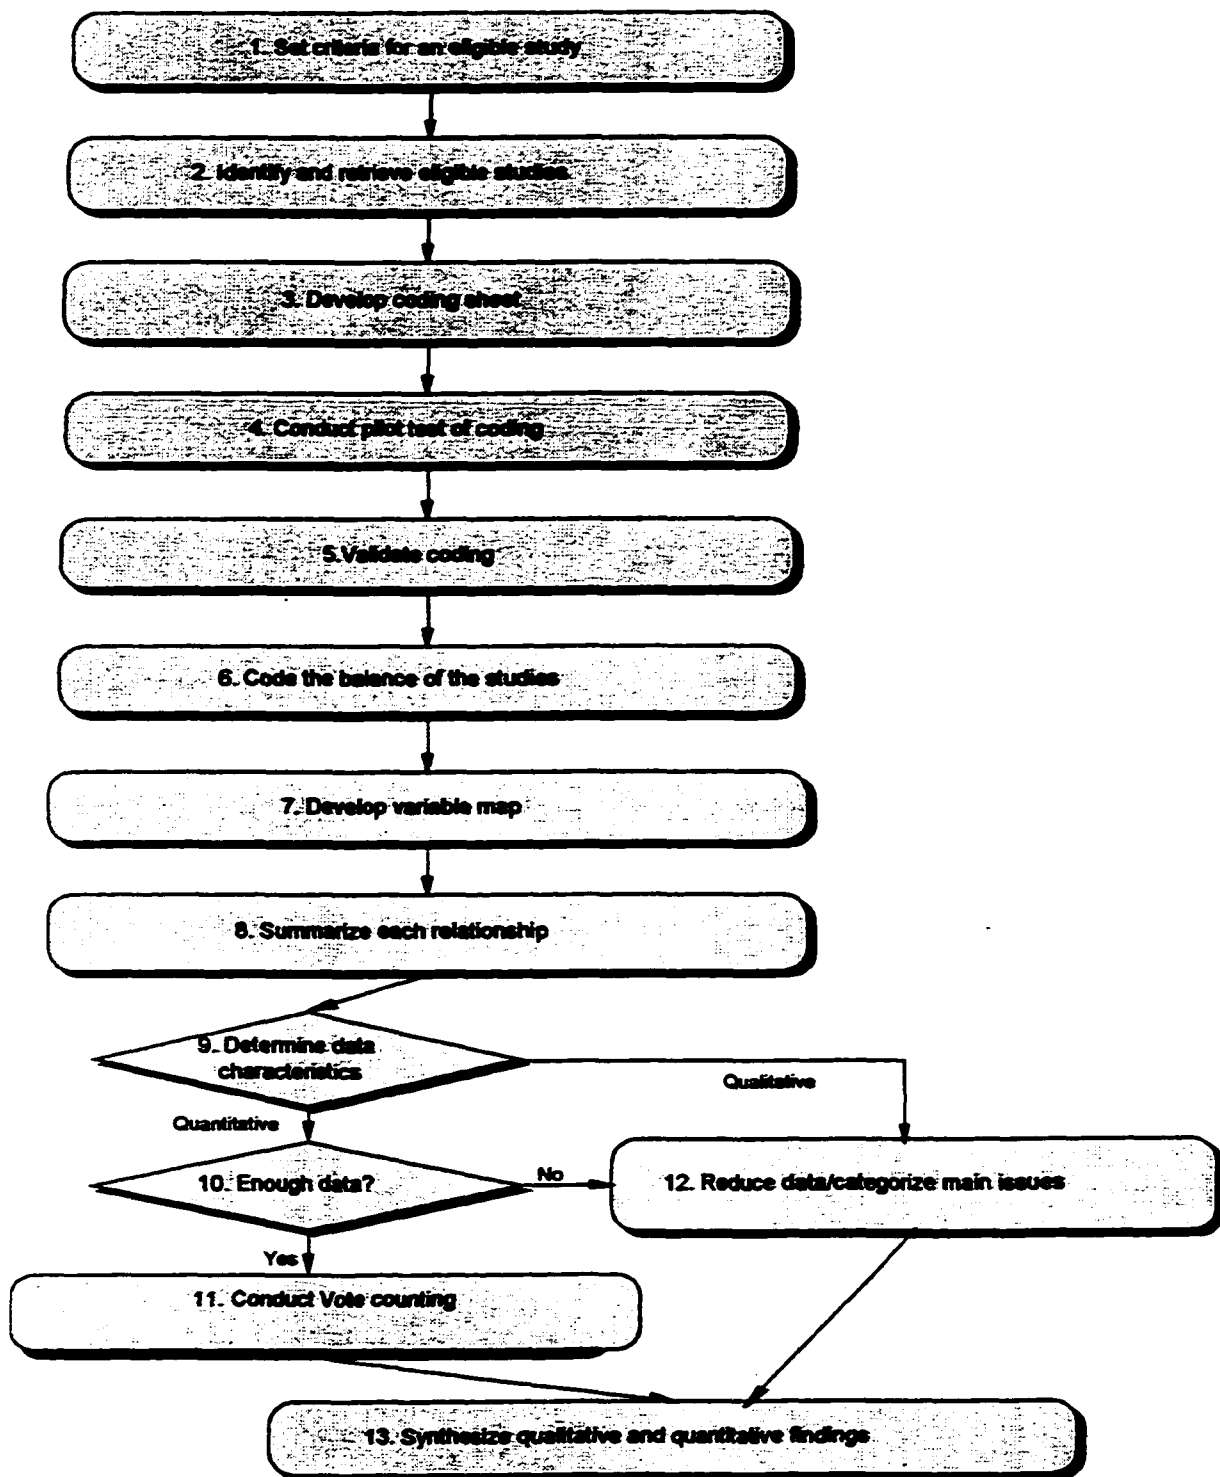 1. Set criteria for an eligible study
2. Identify and retrieve eligible studies.
3. Develop coding sheet
4. Conduct pilot test of coding
5.Validate coding
6. Code the balance of the studies
7. Develop variable map
8. Summarize each relationship
9. Determine data
characteristics
Qualitative
Quantitative
10. Enough data?
No
12. Reduce data/categorize main issues
Yes
11. Conduct Vote counting
13. Synthesize qualitative and quantitative findings